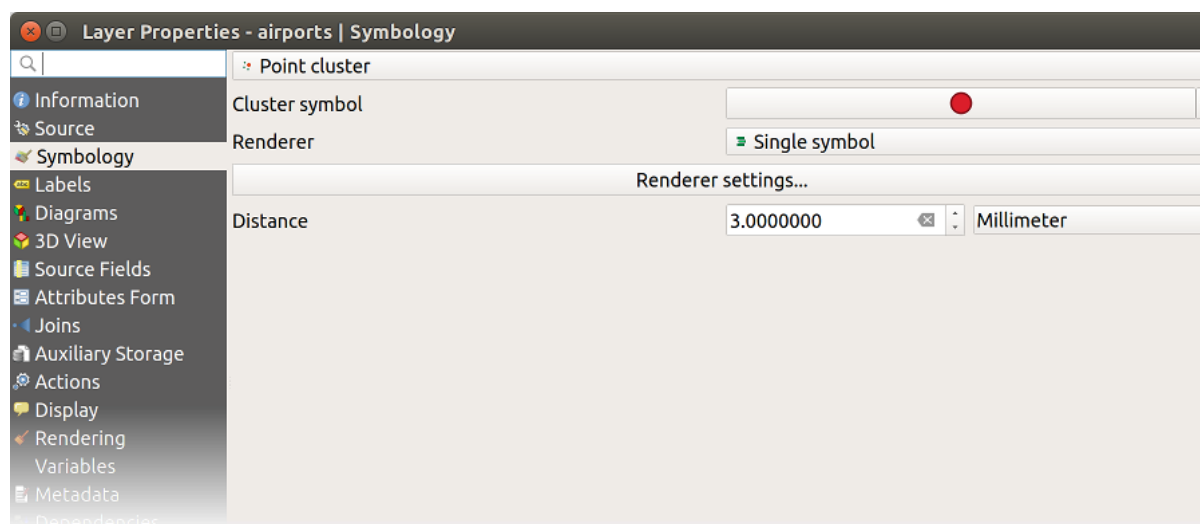 Layer Properties - airports | Symbology
Point cluster
Information
Cluster symbol
Source
Renderer
Single symbol
Symbology
Labels
Renderer settings...
Diagrams
Distance
3.0000000
Millimeter
3D View
Source Fields
Attributes Form
Joins
Auxiliary Storage
Actions
Display
Rendering
Variables
Metadata
Dependencies